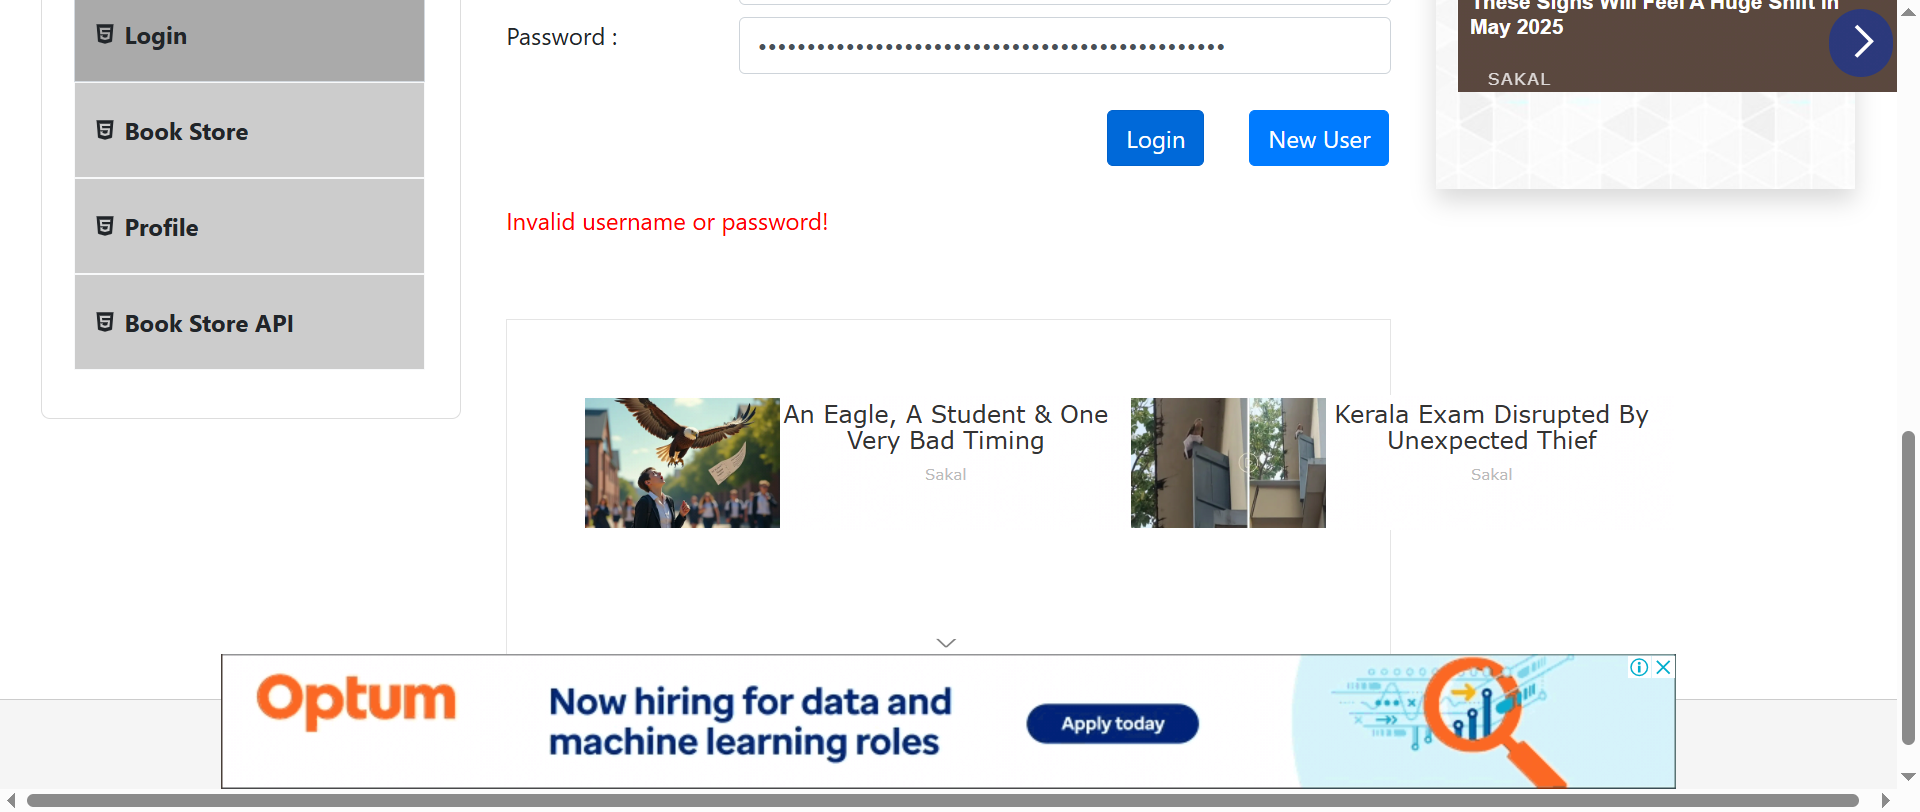 Login
Book Store
Profile
Book Store API
Password :
••••••••••••••••••••••••••••••••••••••••••••••••
Login
New User
Invalid username or password!
These Signs Will Feel A Huge Shift in
May 2025
SAKAL
An Eagle, A Student & One
Very Bad Timing
Sakal
Kerala Exam Disrupted By
Unexpected Thief
Sakal
Optum
Now hiring for data and
machine learning roles
Apply today